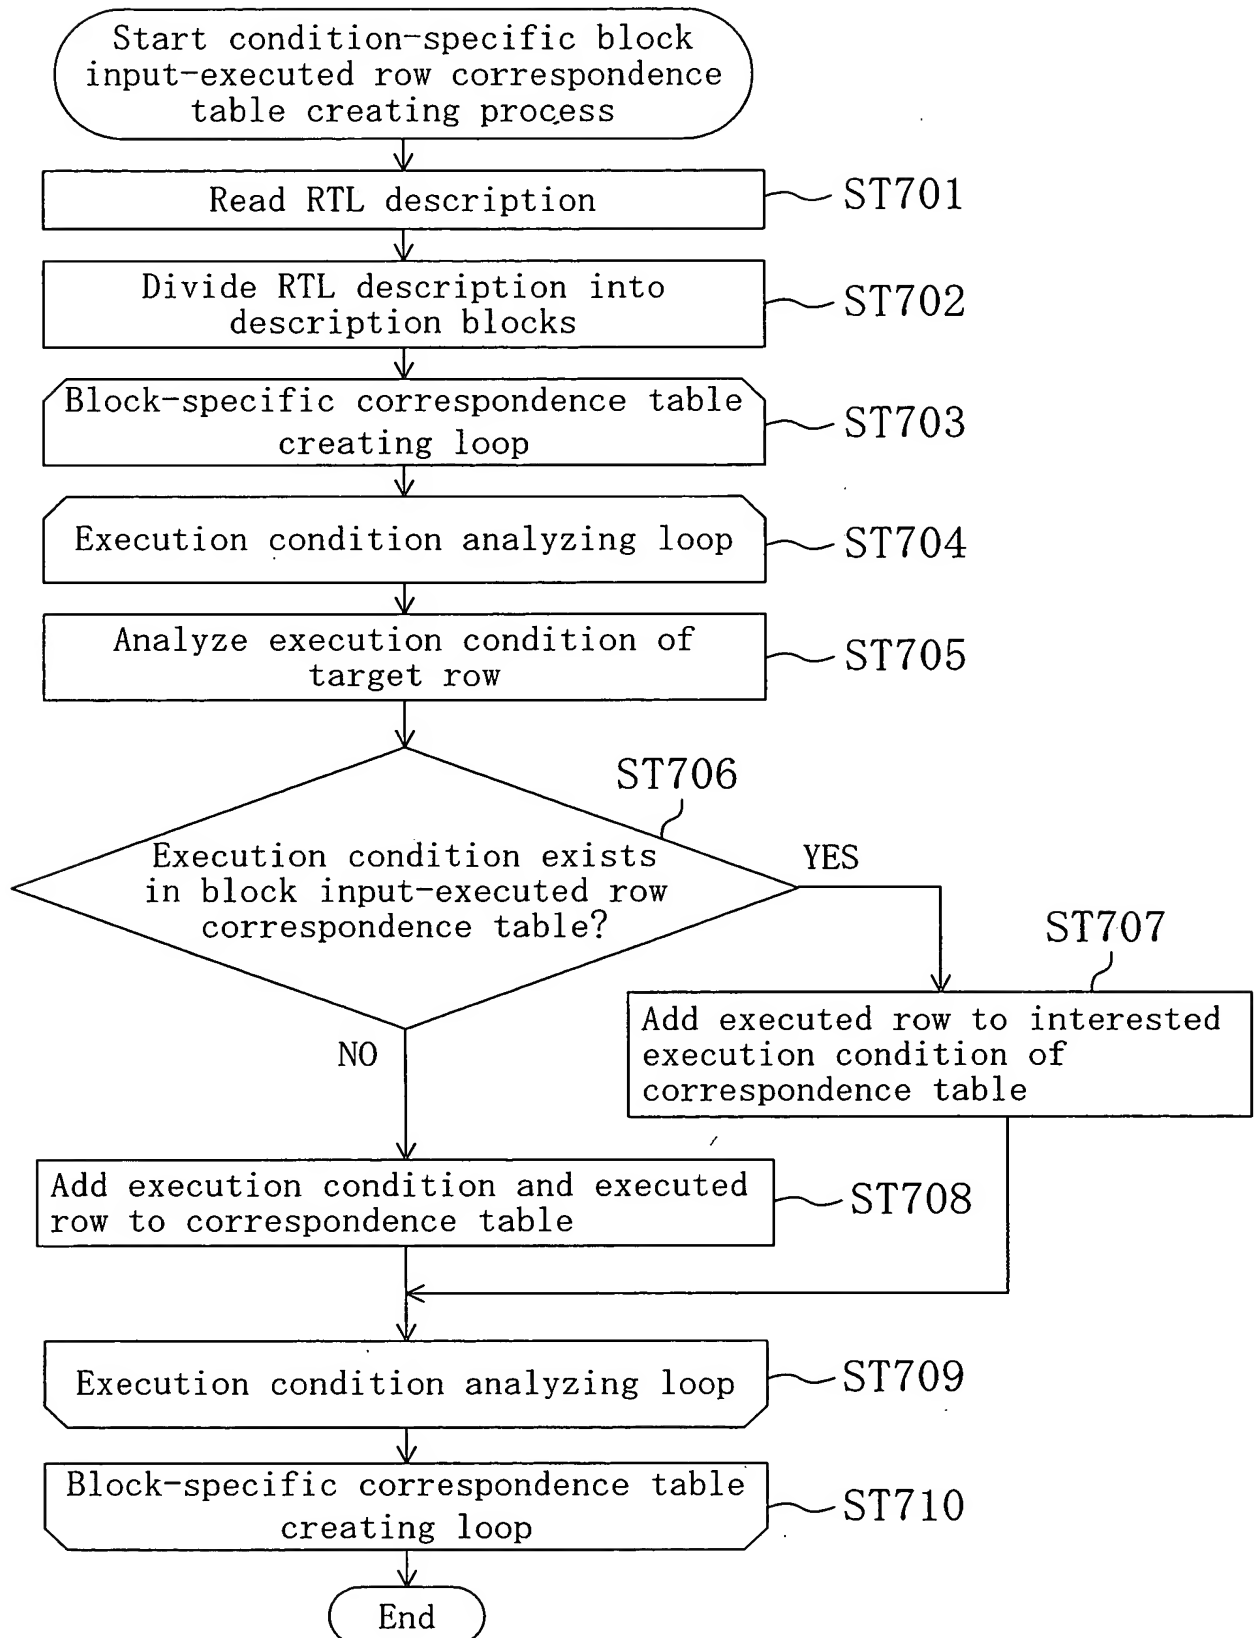 Start condition-specific block
input-executed row correspondence
table creating process
Read RTL description
ST701
Divide RTL description into
description blocks
ST702
Block-specific correspondence table
creating loop
ST703
Execution condition analyzing loop
ST704
Analyze execution condition of
target row
ST705
ST706
Execution condition exists
in block input-executed row
correspondence table?
YES
NO
ST707
Add executed row to interested
execution condition of
correspondence table
Add execution condition and executed
row to correspondence table
ST708
Execution condition analyzing loop
ST709
Block-specific correspondence table
creating loop
ST710
End